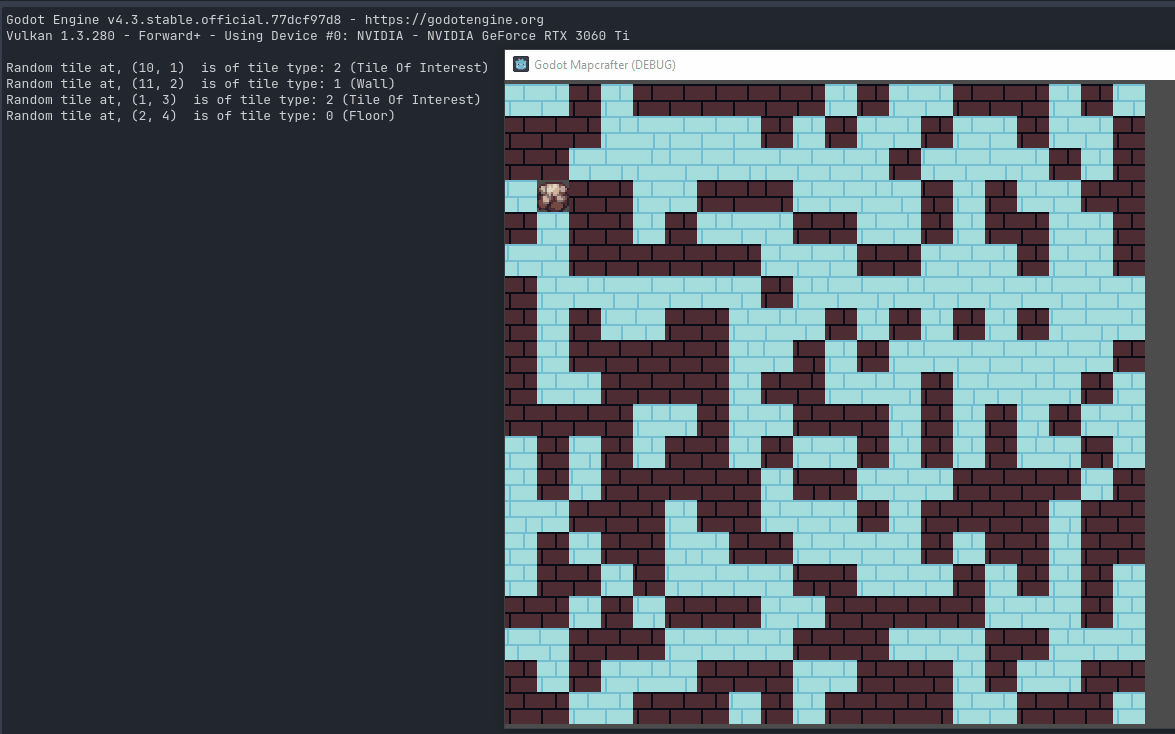 Godot Engine v4.3.stable.official.77dcf97d8 - https://godotengine.org
Vulkan 1.3.280 - Forward+ - Using Device #0: NVIDIA - NVIDIA GeForce RTX 3060 Ti
Random tile at, (10, 1)  is of tile type: 2 (Tile Of Interest)
Random tile at, (11, 2)  is of tile type: 1 (Wall)
Random tile at, (1, 3)  is of tile type: 2 (Tile Of Interest)
Random tile at, (2, 4)  is of tile type: 0 (Floor)
Godot Mapcrafter (DEBUG)